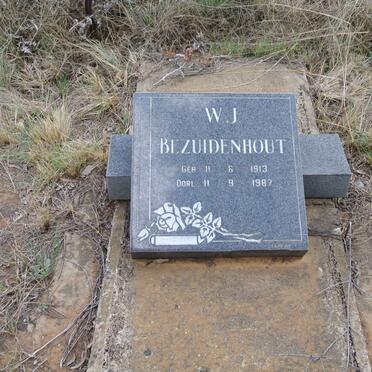 W.J
BEZUIDENHOUT
GEB 11 6 1913
OORL 11 9 1987